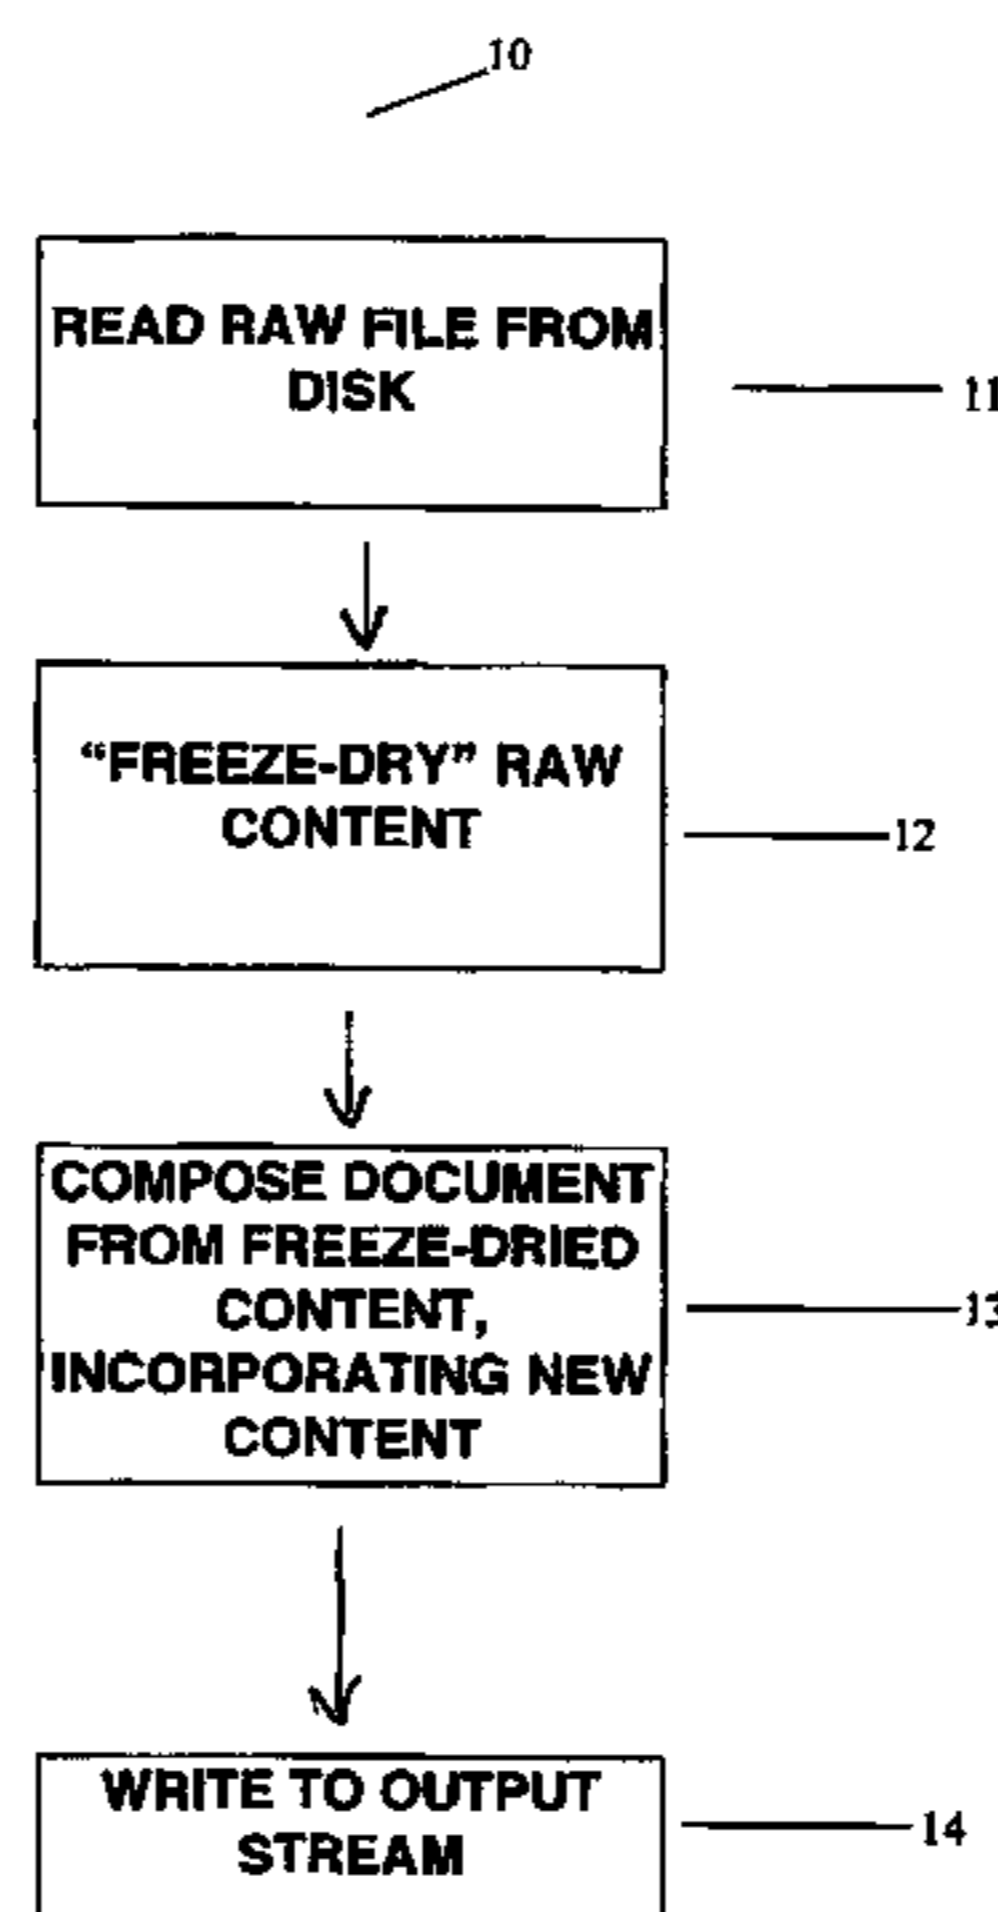 10
READ RAW FILE FROM
DISK
11
“FREEZE-DRY” RAW
CONTENT
12
COMPOSE DOCUMENT
FROM FREEZE-DRIED
CONTENT,
INCORPORATING NEW
CONTENT
13
WRITE TO OUTPUT
STREAM
14